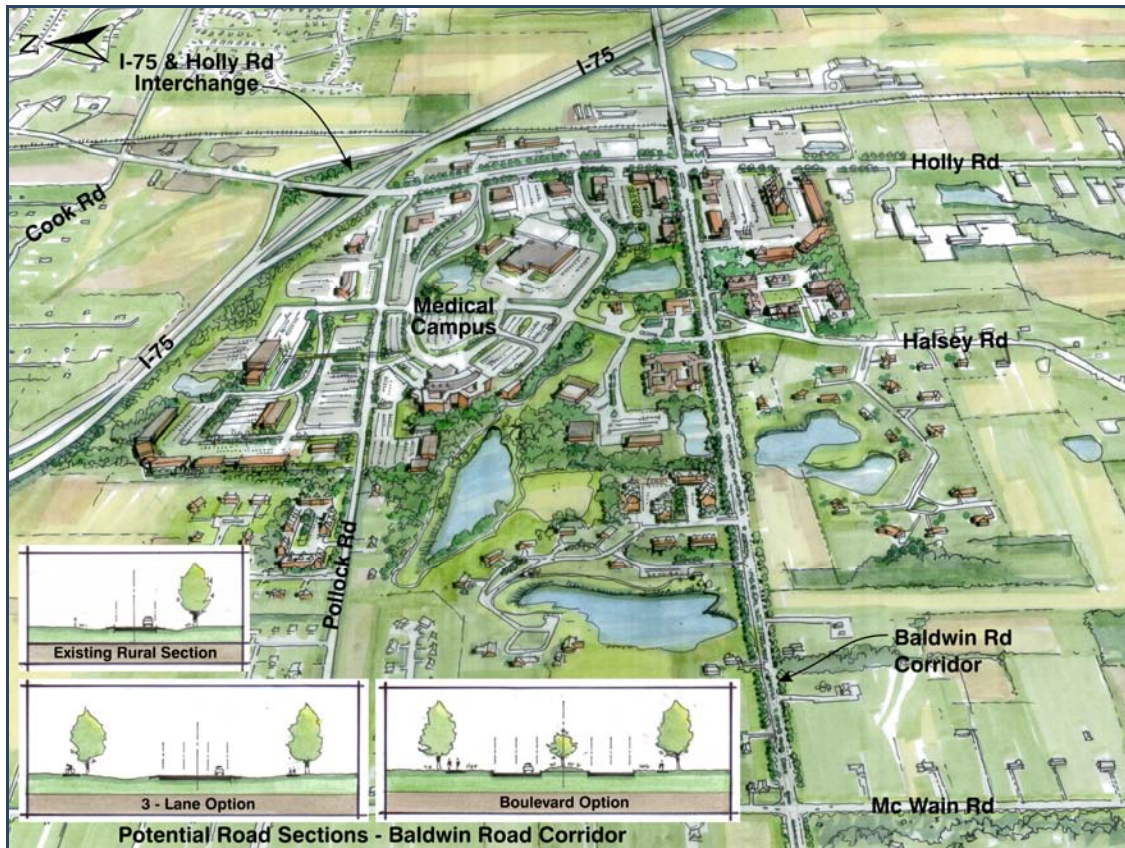 N
I-75 & Holly Rd
Interchange
I-75
Holly Rd
Cook Rd
Medical
Campus
Halsey Rd
I-75
Pollock Rd
Baldwin Rd
Corridor
Existing Rural Section
3 - Lane Option
Boulevard Option
Mc Wain Rd
Potential Road Sections - Baldwin Road Corridor